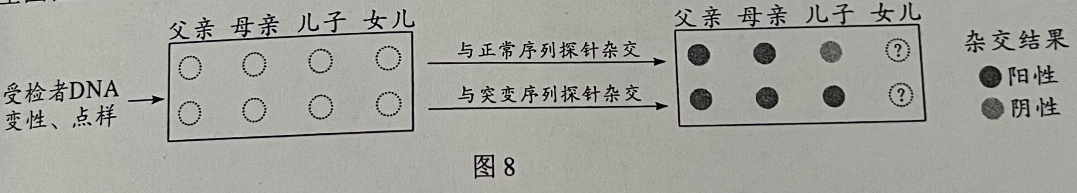 父亲 母亲 儿子 女儿
父亲 母亲 儿子 女儿
与正常序列探针杂交
? 
杂交结果
受检者DNA
变性、点样
与突变序列探针杂交
?
阳性
阴性
图8